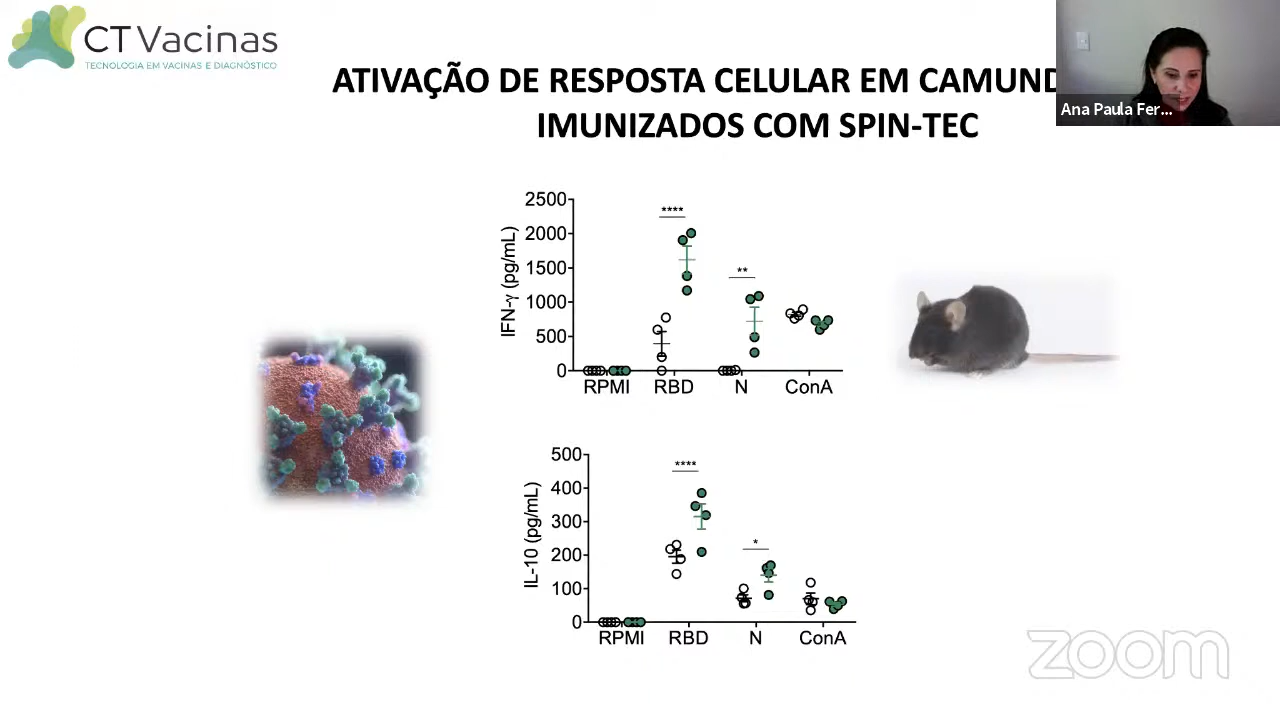 CTVacinas
TECNOLOGIA EM VACINAS E DIAGNÓSTICO
ATIVAÇÃO DE RESPOSTA CELULAR EM CAMUND
IMUNIZADOS COM SPIN-TEC
Ana Paula Fer...
2500
2000
1500
1000
500
0
IFN-γ (pg/mL)
****
**
RPMI RBD N ConA
500
400
300
200
100
0
IL-10 (pg/mL)
****
*
RPMI RBD N ConA
zoom